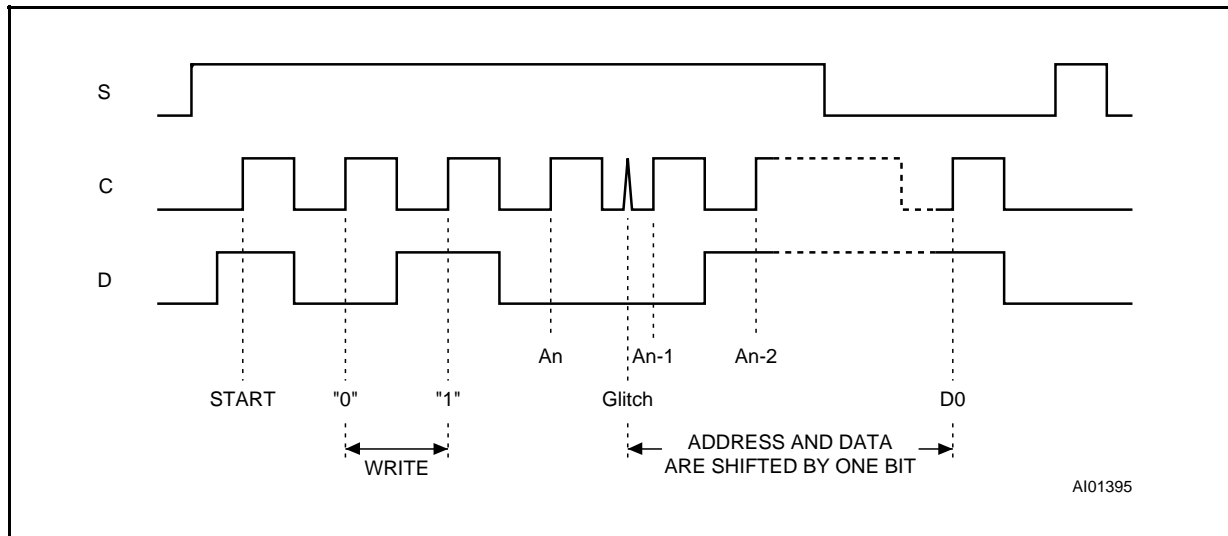 S
C
D
An An-1 An-2
START "0" "1" Glitch D0
WRITE
ADDRESS AND DATA
ARE SHIFTED BY ONE BIT
AI01395